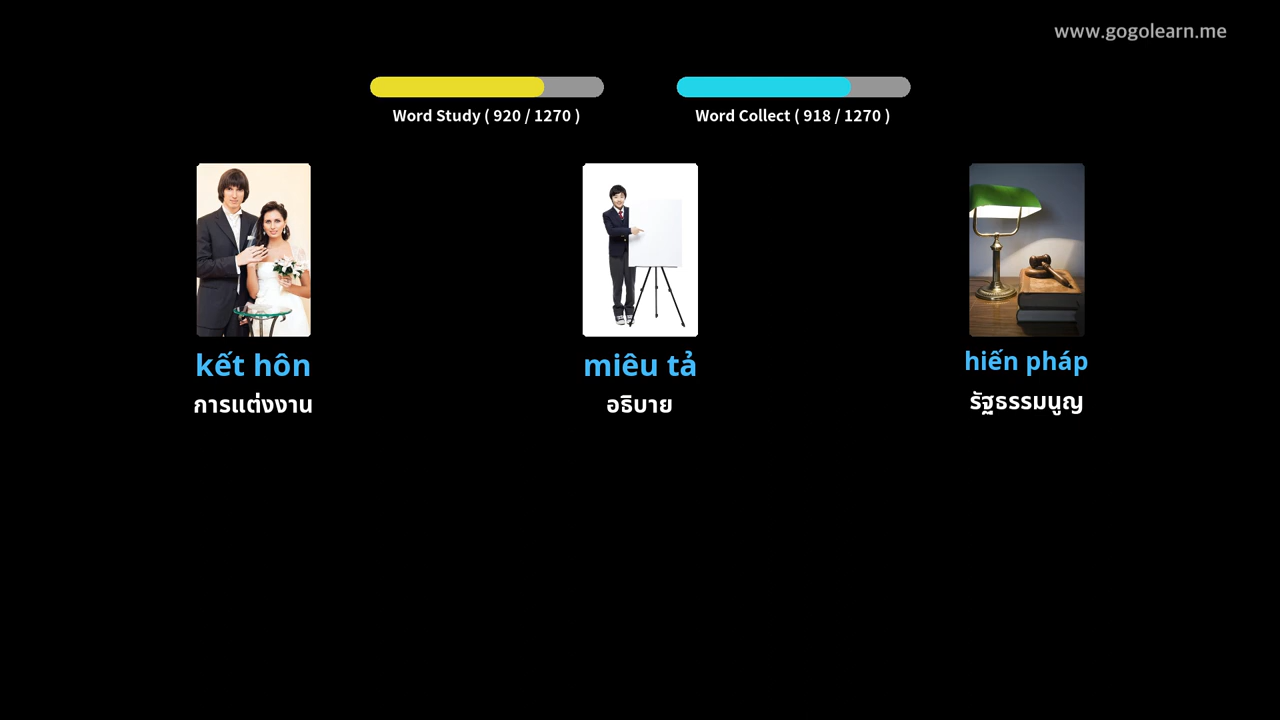 www.gogolearn.me
Word Study ( 920 / 1270 )
Word Collect ( 918 / 1270 )
kết hôn
miêu tả
hiến pháp
การแต่งงาน
อธิบาย
รัฐธรรมนูญ